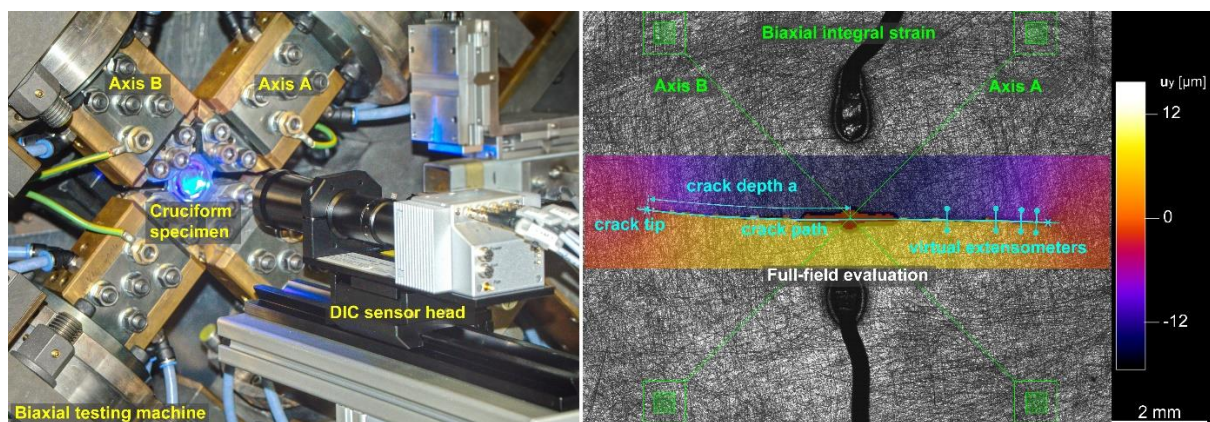 Axis B
Axis A
Cruciform
specimen
DIC sensor head
Biaxial testing machine
Biaxial integral strain
Axis B
Axis A
crack depth a
crack tip
crack path
virtual extensometers
Full-field evaluation
uy [µm]
12
0
-12
2 mm